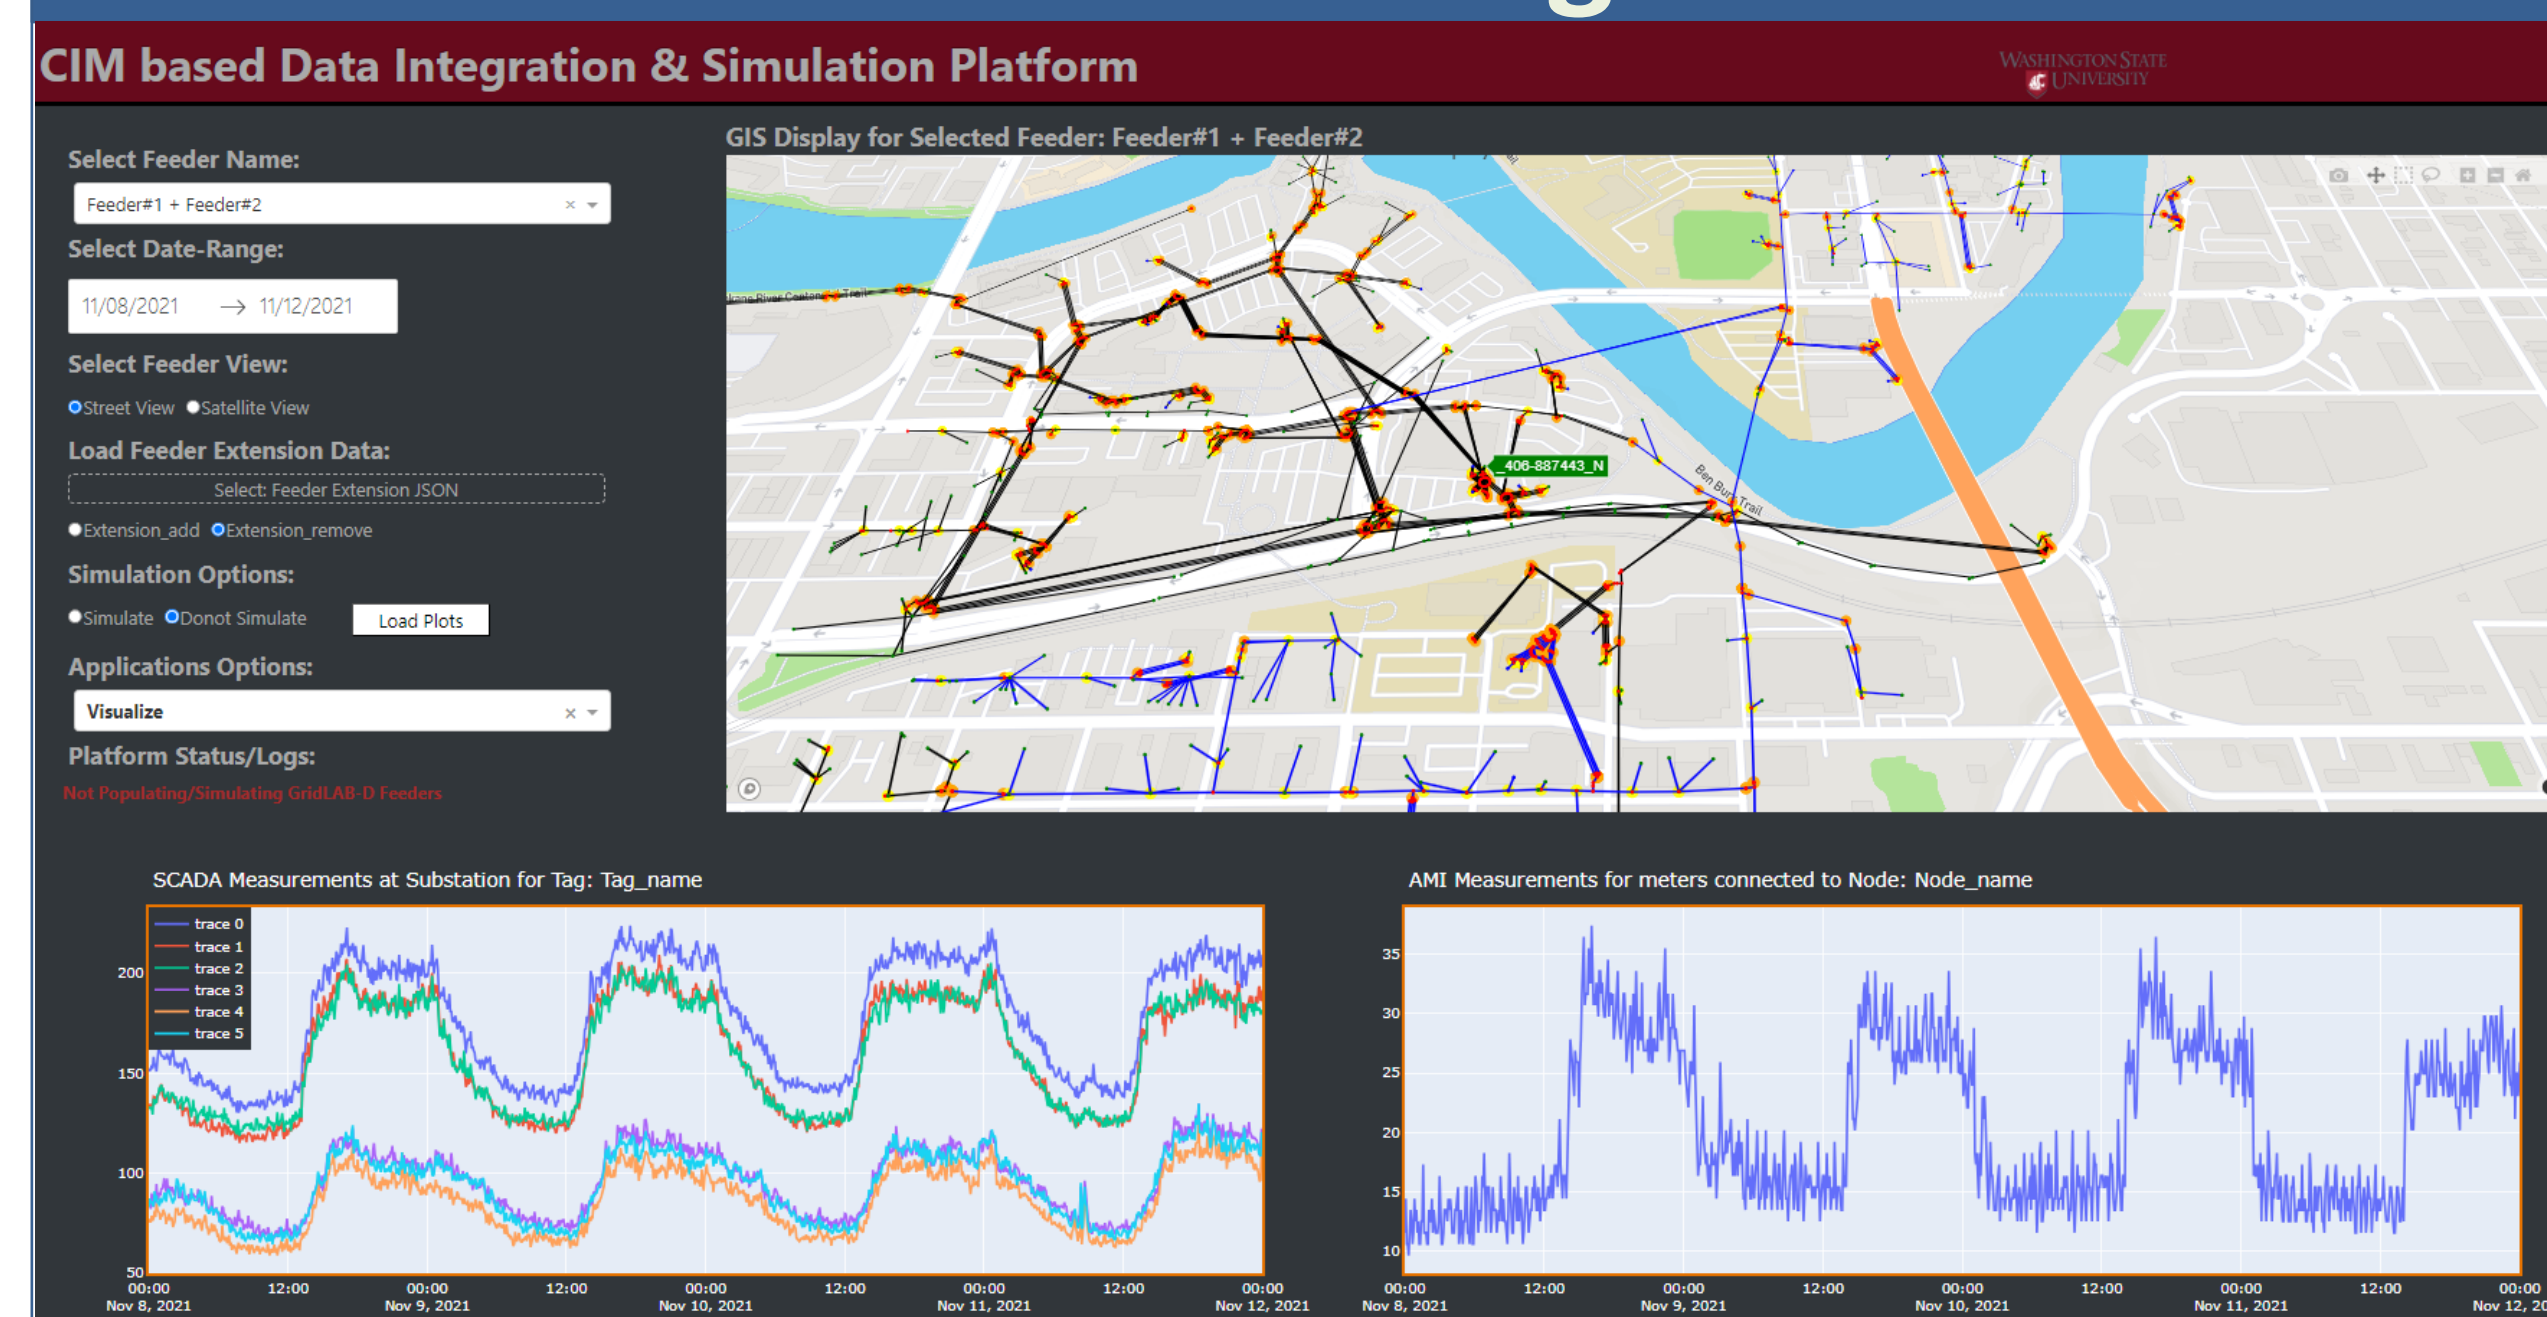 CIM based Data Integration & Simulation Platform
WASHINGTON STATE
UNIVERSITY
Select Feeder Name:
Feeder#1 + Feeder#2
Select Date-Range:
11/08/2021 → 11/12/2021
Select Feeder View:
Street View Satellite View
Load Feeder Extension Data:
Select: Feeder Extension JSON
Extension_add Extension_remove
Simulation Options:
Simulate Donot Simulate Load Plots
Applications Options:
Visualize
Platform Status/Logs:
Not Populating/Simulating GridLAB-D Feeders
GIS Display for Selected Feeder: Feeder#1 + Feeder#2
_406-887443_N
Trail
SCADA Measurements at Substation for Tag: Tag_name
trace 0
trace 1
trace 2
trace 3
trace 4
trace 5
200
150
100
50
00:00 12:00 00:00 12:00 00:00 12:00 00:00 12:00 00:00
Nov 8, 2021 Nov 9, 2021 Nov 10, 2021 Nov 11, 2021 Nov 12, 2021
AMI Measurements for meters connected to Node: Node_name
35
30
25
20
15
10
00:00 12:00 00:00 12:00 00:00 12:00 00:00 12:00 00:00
Nov 8, 2021 Nov 9, 2021 Nov 10, 2021 Nov 11, 2021 Nov 12, 20